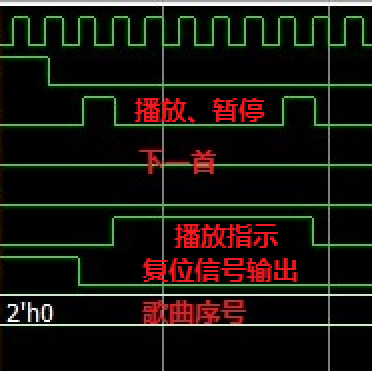 播放、暂停
下一首
播放指示
复位信号输出
2'h0 歌曲序号